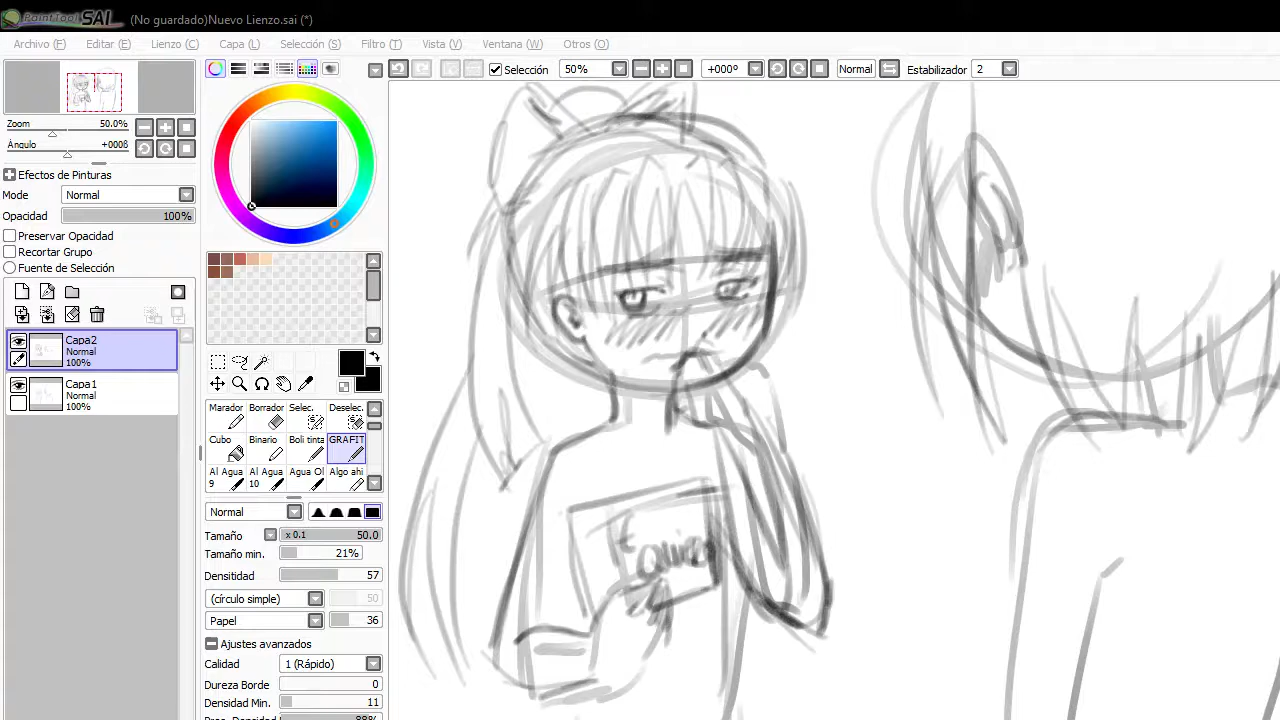 PaintTool SAI (No guardado)Nuevo Lienzo.sai (*)
Archivo (F) Editar (E) Lienzo (C) Capa (L) Selección (S) Filtro (T) Vista (V) Ventana (W) Otros (O)
Selección 50% +000º Normal Estabilizador 2
Zoom 50.0%
Ángulo +000ß
Efectos de Pinturas
Mode Normal
Opacidad 100%
Preservar Opacidad
Recortar Grupo
Fuente de Selección
Capa2
Normal
100%
Capa1
Normal
100%
Marador Borrador Selec. Deselec.
Cubo Binario Boli tinta GRAFIT
Al Agua 9 Al Agua 10 Agua Ol Algo ahi
Normal
Tamaño x 0.1 50.0
Tamaño min. 21%
Densitidad 57
(círculo simple) 50
Papel 36
Ajustes avanzados
Calidad 1 (Rápido)
Dureza Borde 0
Densidad Min. 11
88%